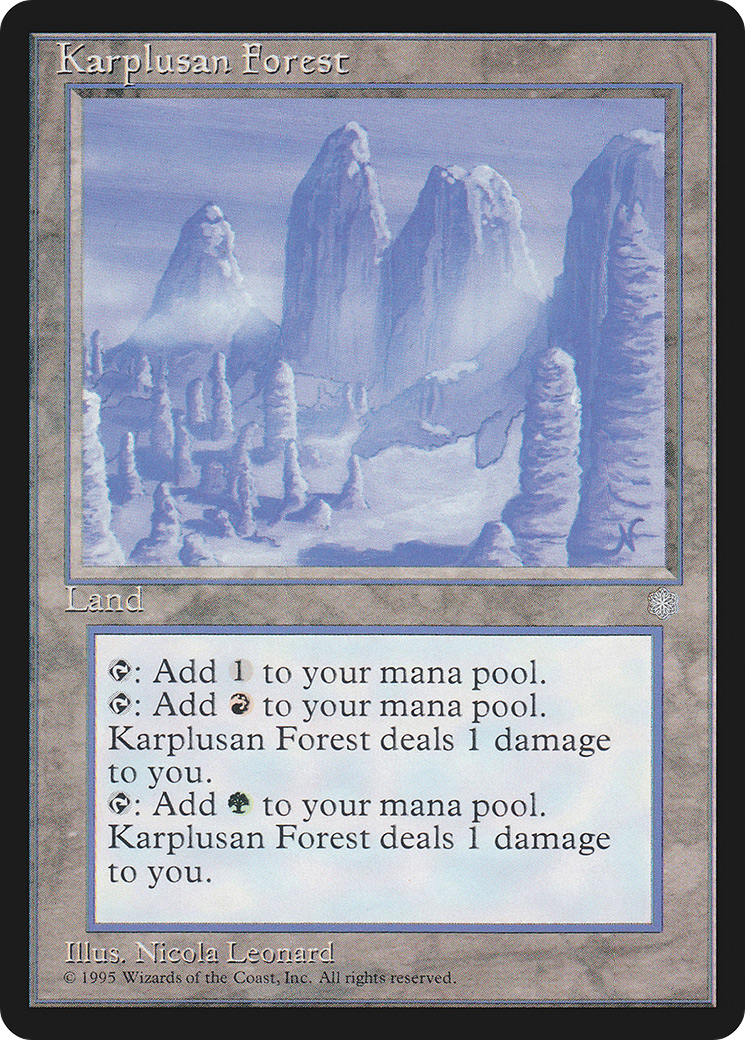 Karplusan Forest
Land
: Add 1 to your mana pool.
: Add to your mana pool.
Karplusan Forest deals 1 damage
to you.
: Add to your mana pool.
Karplusan Forest deals 1 damage
to you.
Illus. Nicola Leonard
© 1995 Wizards of the Coast, Inc. All rights reserved.